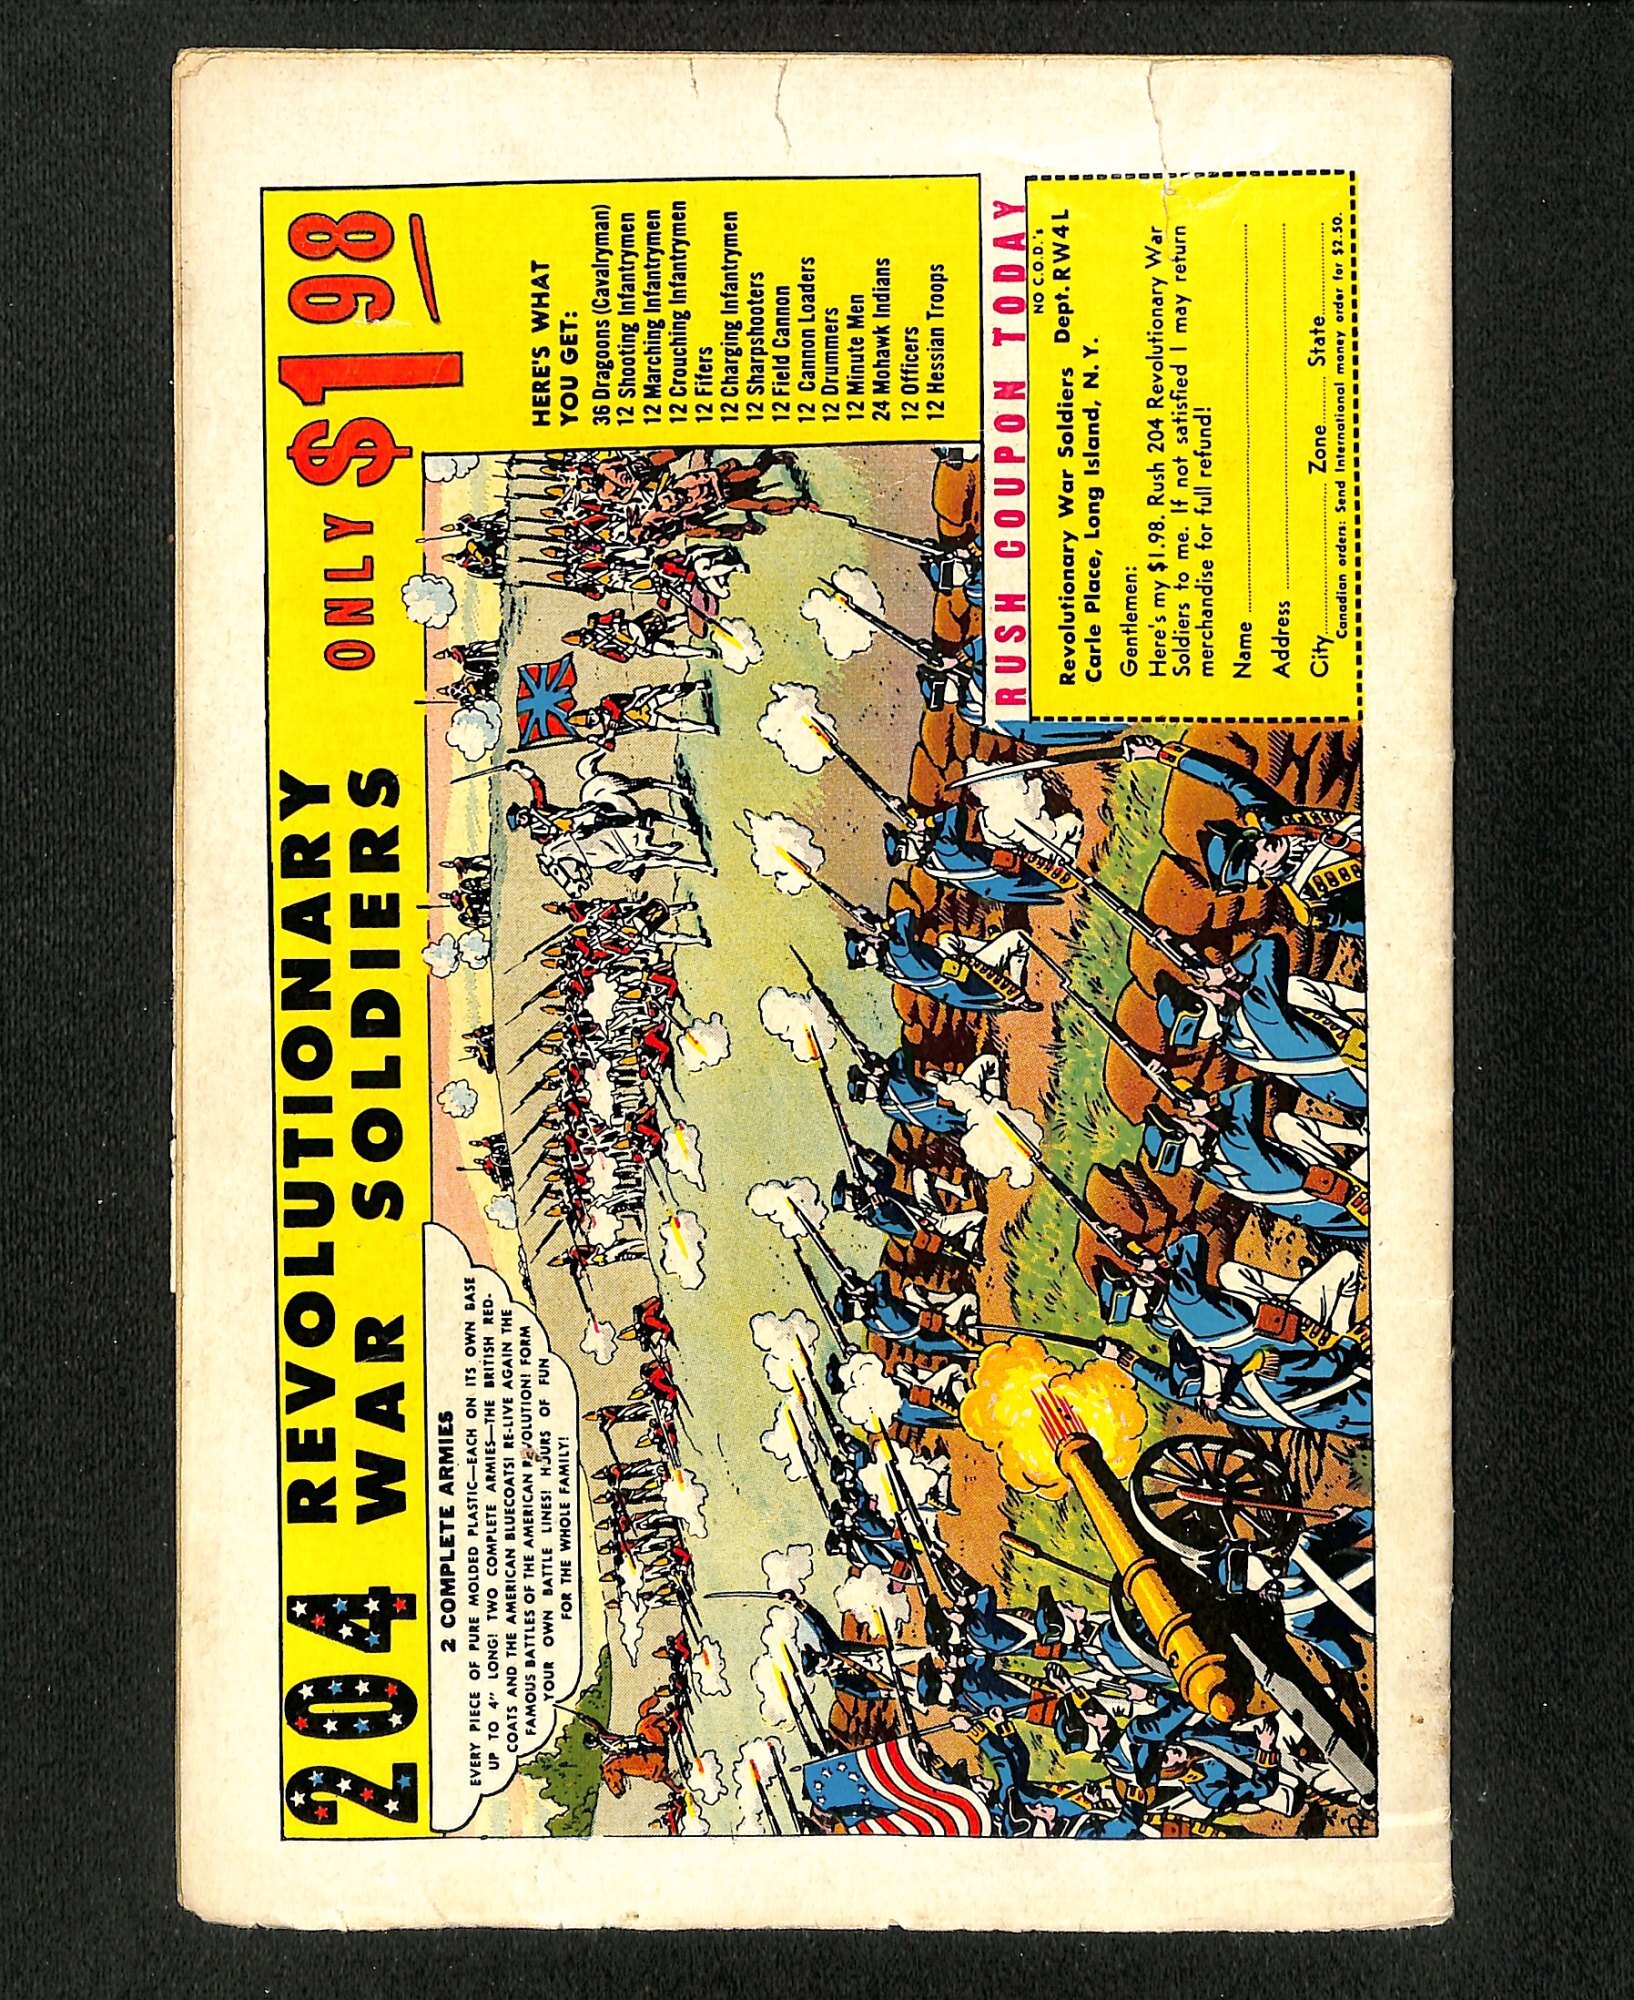 204 REVOLUTIONARY
WAR SOLDIERS
ONLY $1 98
2 COMPLETE ARMIES
EVERY PIECE OF PURE MOLDED PLASTIC—EACH ON ITS OWN BASE
UP TO 4" LONG! TWO COMPLETE ARMIES—THE BRITISH RED-
COATS AND THE AMERICAN BLUECOATS! RE-LIVE AGAIN THE
FAMOUS BATTLES OF THE AMERICAN REVOLUTION! FORM
YOUR OWN BATTLE LINES! HOURS OF FUN
FOR THE WHOLE FAMILY!
HERE'S WHAT
YOU GET:
36 Dragoons (Cavalryman)
12 Shooting Infantrymen
12 Marching Infantrymen
12 Crouching Infantrymen
12 Fifers
12 Charging Infantrymen
12 Sharpshooters
12 Field Cannon
12 Cannon Loaders
12 Drummers
12 Minute Men
24 Mohawk Indians
12 Officers
12 Hessian Troops
RUSH COUPON TODAY
NO C.O.D.'s
Revolutionary War Soldiers Dept. RW4L
Carle Place, Long Island, N. Y.
Gentlemen:
Here's my $1.98. Rush 204 Revolutionary War
Soldiers to me. If not satisfied I may return
merchandise for full refund!
Name
Address
City Zone State
Canadian orders: Send International money order for $2.50.